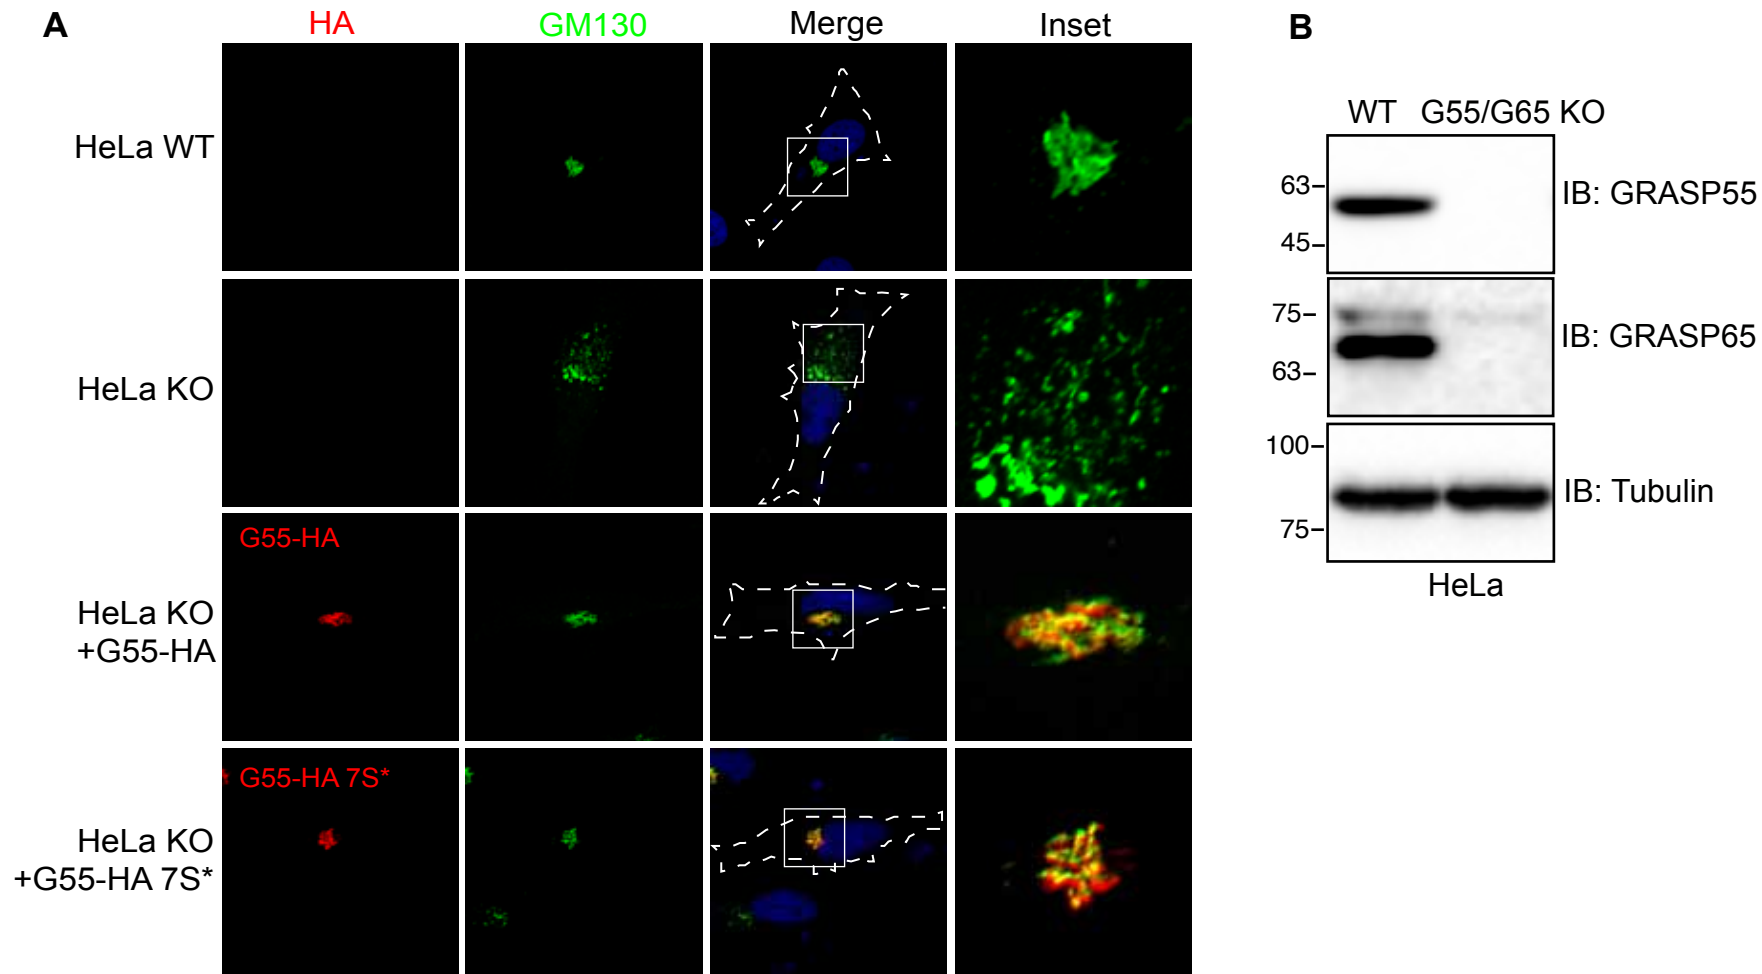 A
HA
GM130
Merge
Inset
HeLa WT
HeLa KO
G55-HA
HeLa KO
+G55-HA
G55-HA 7S*
HeLa KO
+G55-HA 7S*
B
WT
G55/G65 KO
63
45
IB: GRASP55
75
63
IB: GRASP65
100
75
IB: Tubulin
HeLa